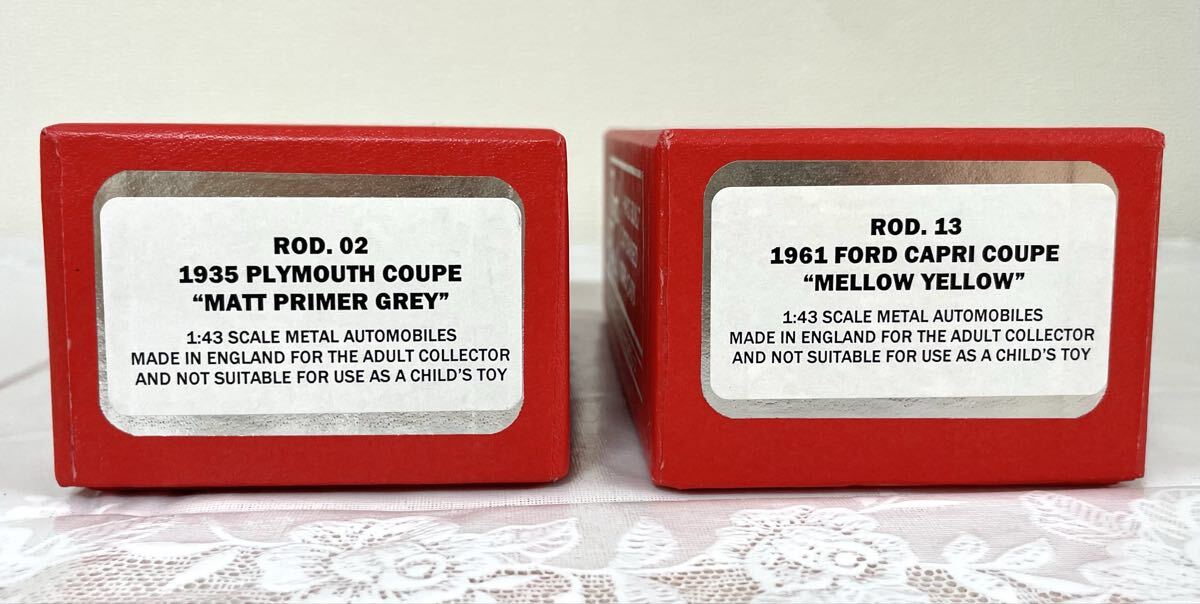 ROD. 02
1935 PLYMOUTH COUPE
“MATT PRIMER GREY”
1:43 SCALE METAL AUTOMOBILES
MADE IN ENGLAND FOR THE ADULT COLLECTOR
AND NOT SUITABLE FOR USE AS A CHILD’S TOY
ROD. 13
1961 FORD CAPRI COUPE
“MELLOW YELLOW”
1:43 SCALE METAL AUTOMOBILES
MADE IN ENGLAND FOR THE ADULT COLLECTOR
AND NOT SUITABLE FOR USE AS A CHILD’S TOY